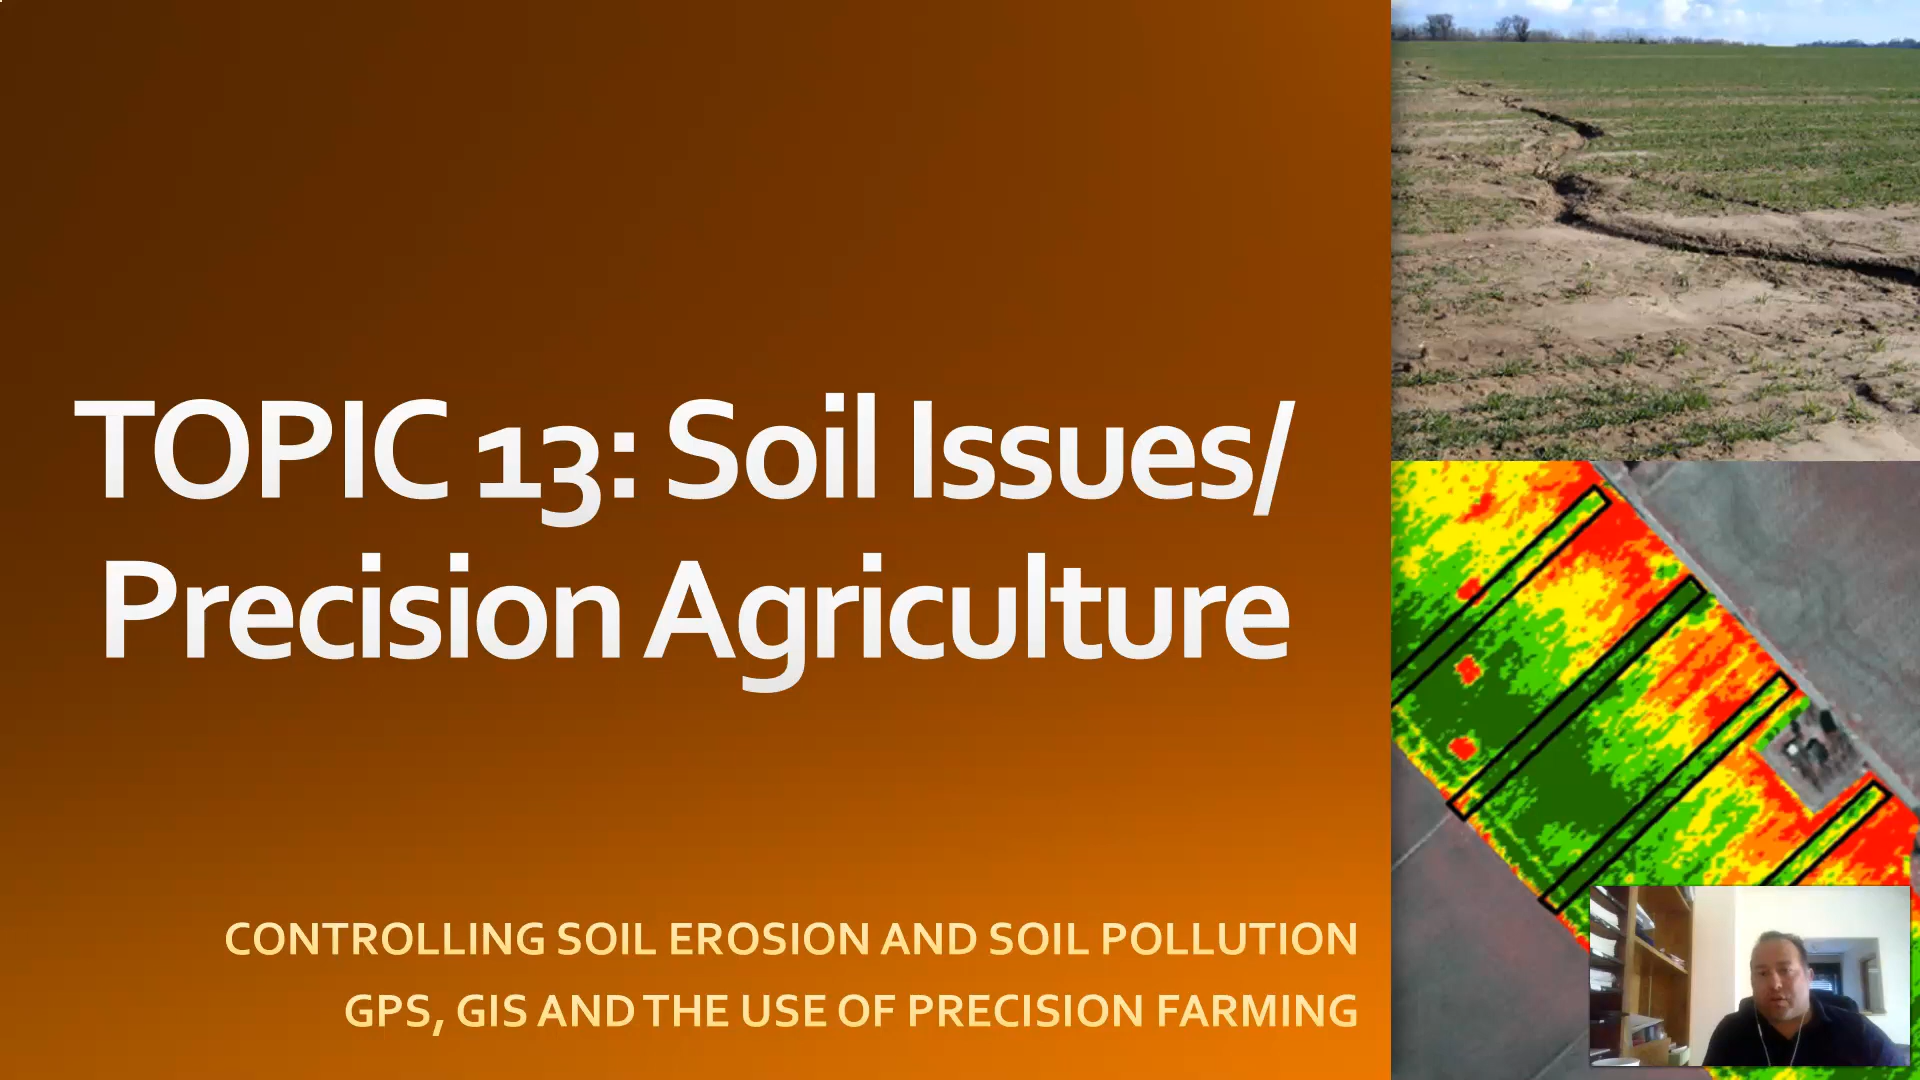 TOPIC 13: Soil Issues/
Precision Agriculture
CONTROLLING SOIL EROSION AND SOIL POLLUTION
GPS, GIS AND THE USE OF PRECISION FARMING